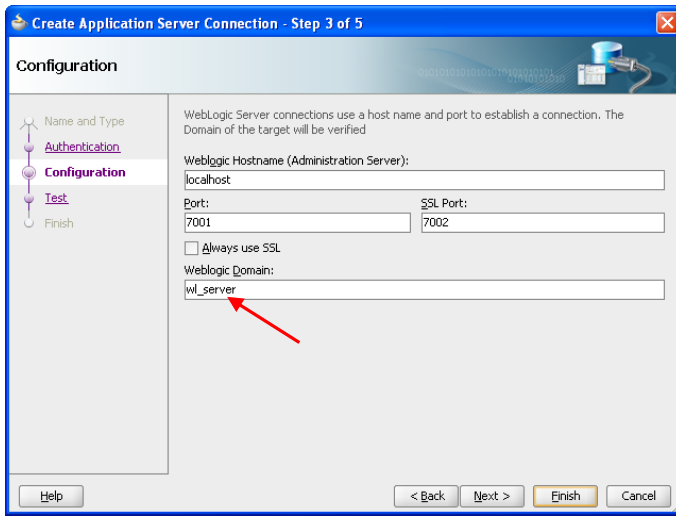 Create Application Server Connection - Step 3 of 5
Configuration
Name and Type
Authentication
Configuration
Test
Finish
WebLogic Server connections use a host name and port to establish a connection. The
Domain of the target will be verified
Weblogic Hostname (Administration Server):
localhost
Port:
SSL Port:
7001
7002
Always use SSL
Weblogic Domain:
wl_server
Help
< Back
Next >
Finish
Cancel